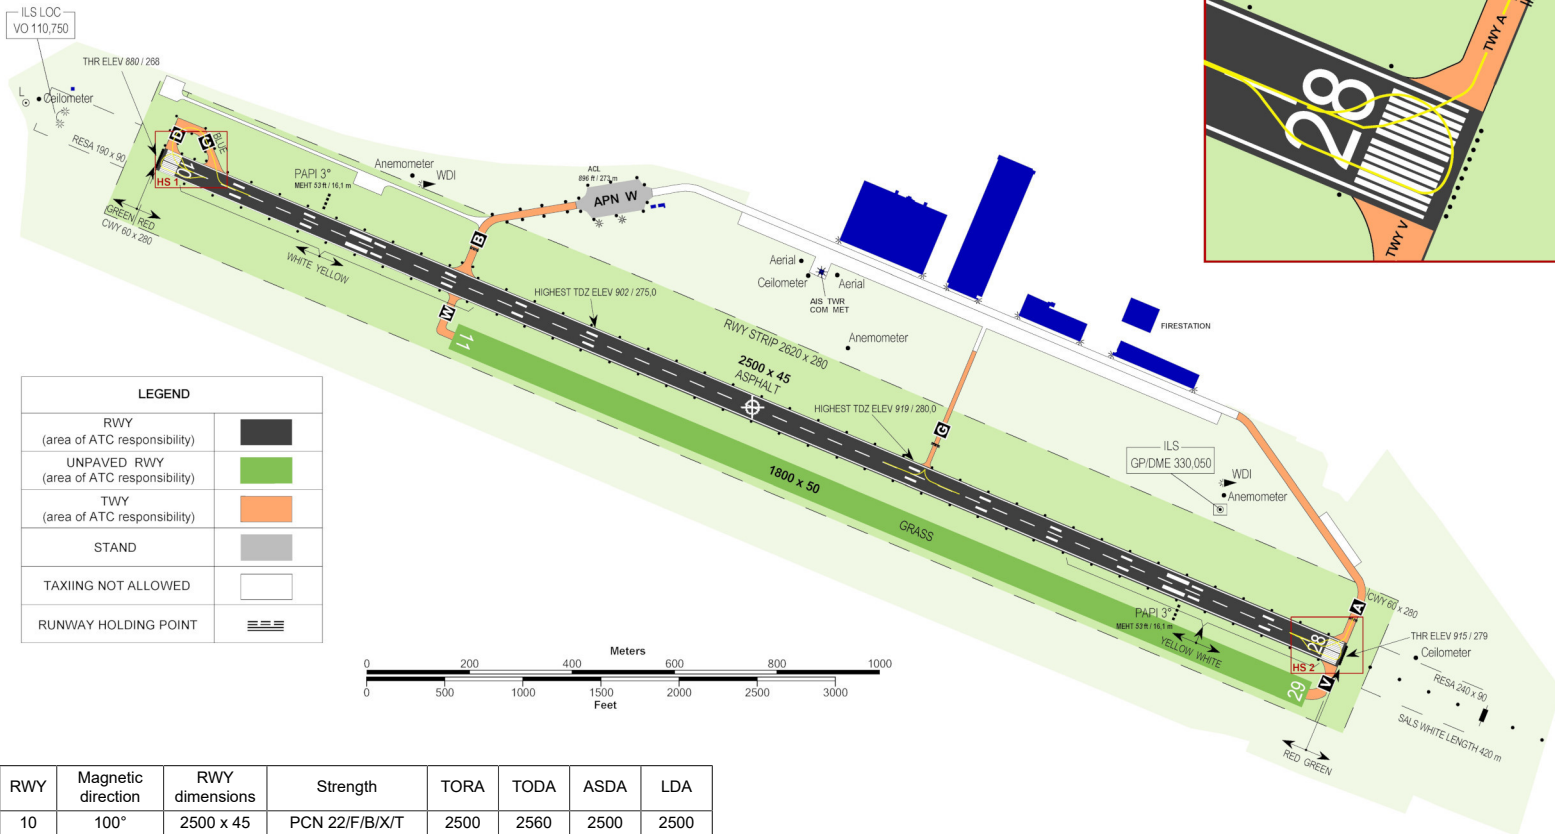 ILS LOC
VO 110,750
THR ELEV 880 / 268
L
Ceilometer
RESA 190 x 90
D
C
BLUE
10
HS 1
GREEN RED
CWY 60 x 280
PAPI 3°
MEHT 53 ft / 16,1 m
Anemometer
WDI
WHITE YELLOW
ACL
896 ft / 273 m
APN W
B
W
11
HIGHEST TDZ ELEV 902 / 275,0
Aerial
Ceilometer
Aerial
AIS TWR
COM MET
Anemometer
RWY STRIP 2620 x 280
2500 x 45
ASPHALT
HIGHEST TDZ ELEV 919 / 280,0
G
1800 x 50
GRASS
FIRESTATION
ILS
GP/DME 330,050
WDI
Anemometer
A
CWY 60 x 280
PAPI 3°
MEHT 53 ft / 16,1 m
YELLOW WHITE
28
HS 2
29
V
THR ELEV 915 / 279
Ceilometer
RESA 240 x 90
SALS WHITE LENGTH 420 m
RED GREEN
28
TWY A
TWY V
LEGEND
RWY
(area of ATC responsibility)
UNPAVED RWY
(area of ATC responsibility)
TWY
(area of ATC responsibility)
STAND
TAXIING NOT ALLOWED
RUNWAY HOLDING POINT
Meters
0 200 400 600 800 1000
0 500 1000 1500 2000 2500 3000
Feet
RWY Magnetic direction RWY dimensions Strength TORA TODA ASDA LDA
10 100° 2500 x 45 PCN 22/F/B/X/T 2500 2560 2500 2500